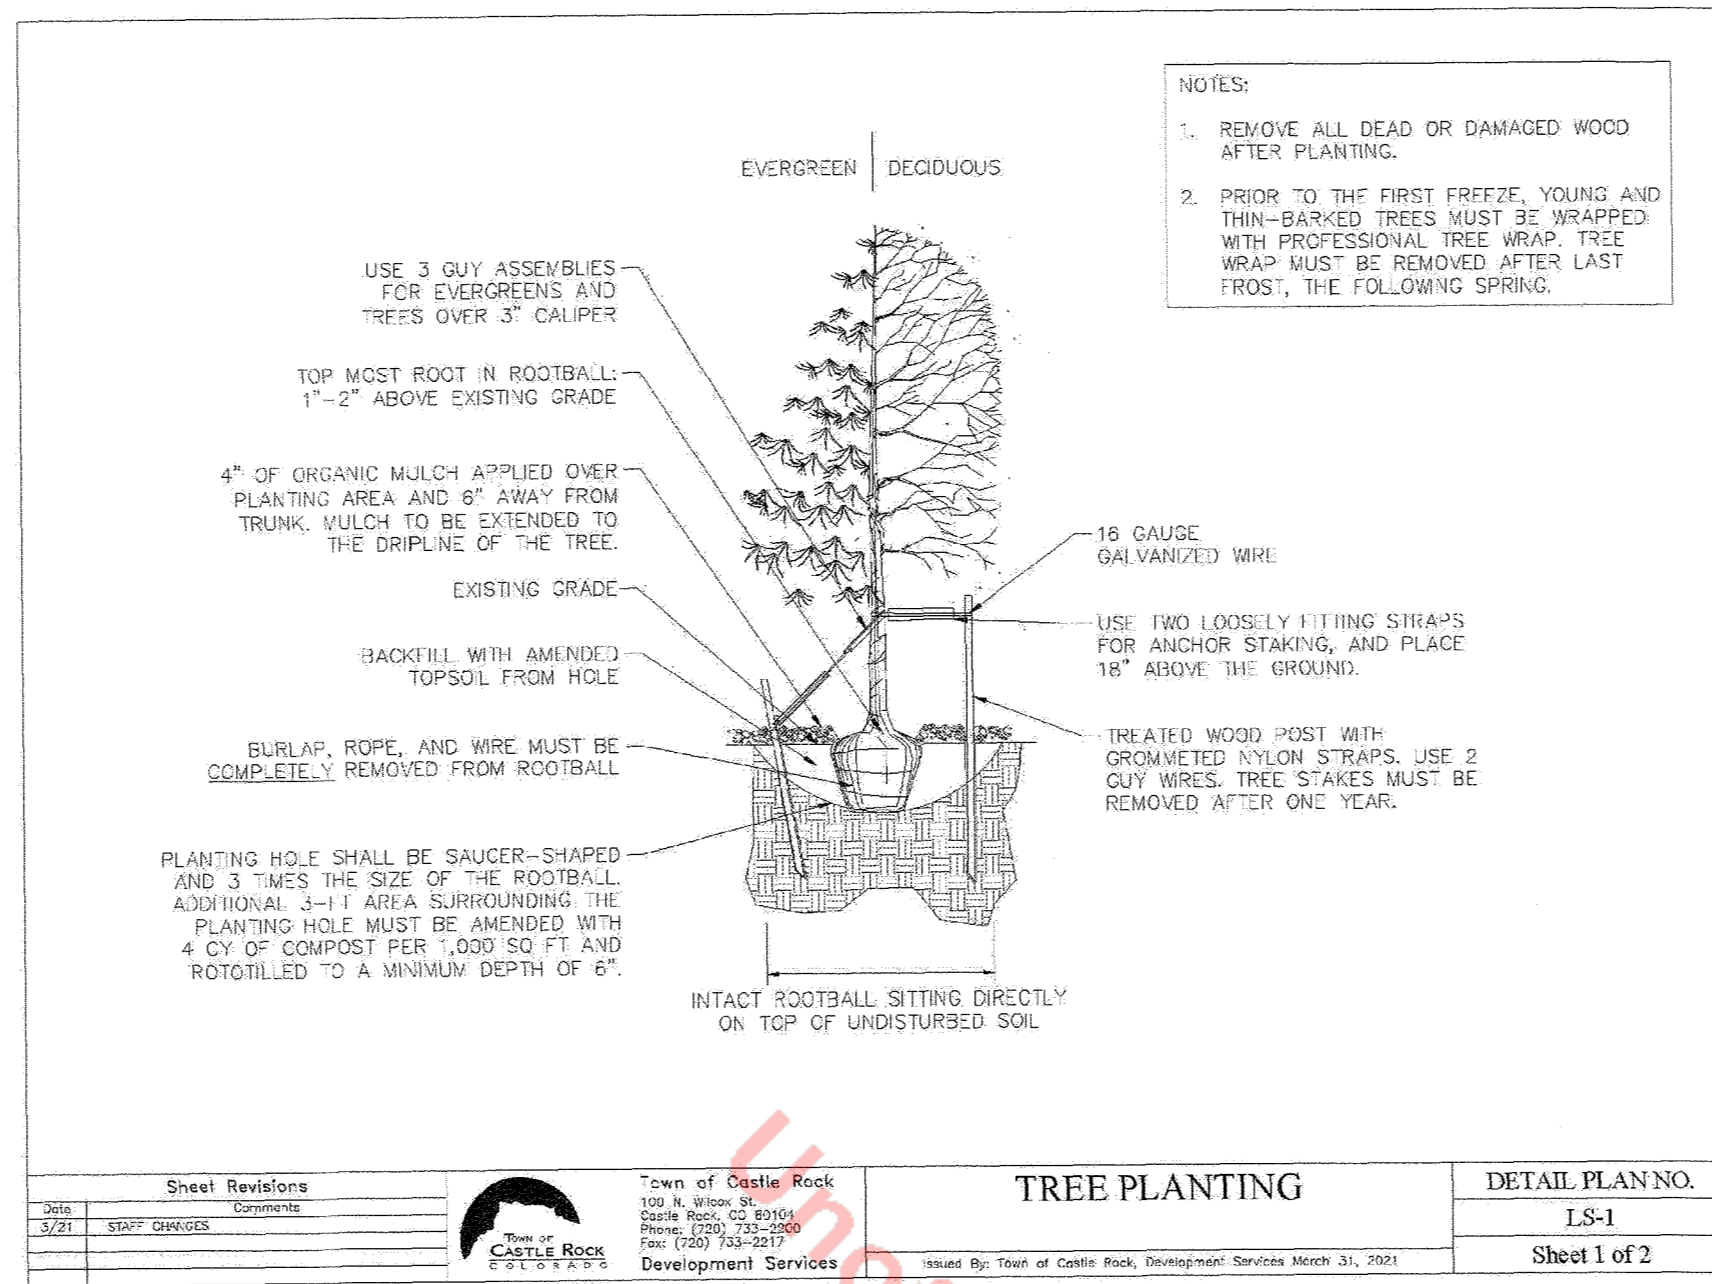 NOTES:
1. REMOVE ALL DEAD OR DAMAGED WOOD
AFTER PLANTING.
2. PRIOR TO THE FIRST FREEZE, YOUNG AND
THIN-BARKED TREES MUST BE WRAPPED
WITH PROFESSIONAL TREE WRAP. TREE
WRAP MUST BE REMOVED AFTER LAST
FROST, THE FOLLOWING SPRING.
EVERGREEN
DECIDUOUS
USE 3 GUY ASSEMBLIES
FOR EVERGREENS AND
TREES OVER 3" CALIPER
TOP MOST ROOT IN ROOTBALL:
1"-2" ABOVE EXISTING GRADE
4" OF ORGANIC MULCH APPLIED OVER
PLANTING AREA AND 6" AWAY FROM
TRUNK. MULCH TO BE EXTENDED TO
THE DRIPLINE OF THE TREE.
EXISTING GRADE
BACKFILL WITH AMENDED
TOPSOIL FROM HOLE
BURLAP, ROPE, AND WIRE MUST BE
COMPLETELY REMOVED FROM ROOTBALL
PLANTING HOLE SHALL BE SAUCER-SHAPED
AND 3 TIMES THE SIZE OF THE ROOTBALL.
ADDITIONAL 3-FT AREA SURROUNDING THE
PLANTING HOLE MUST BE AMENDED WITH
4 CY OF COMPOST PER 1,000 SQ FT AND
ROTOTILLED TO A MINIMUM DEPTH OF 6".
16 GAUGE
GALVANIZED WIRE
USE TWO LOOSELY FITTING STRAPS
FOR ANCHOR STAKING, AND PLACE
18" ABOVE THE GROUND.
TREATED WOOD POST WITH
GROMMETED NYLON STRAPS. USE 2
GUY WIRES. TREE STAKES MUST BE
REMOVED AFTER ONE YEAR.
INTACT ROOTBALL SITTING DIRECTLY
ON TOP OF UNDISTURBED SOIL
Sheet Revisions
Date Comments
3/21 STAFF CHANGES
TOWN OF
CASTLE ROCK
COLORADO
Town of Castle Rock
100 N. Wilcox St.
Castle Rock, CO 80104
Phone: (720) 733-2200
Fax: (720) 733-2217
Development Services
TREE PLANTING
Issued By: Town of Castle Rock, Development Services March 31, 2021
DETAIL PLAN NO.
LS-1
Sheet 1 of 2